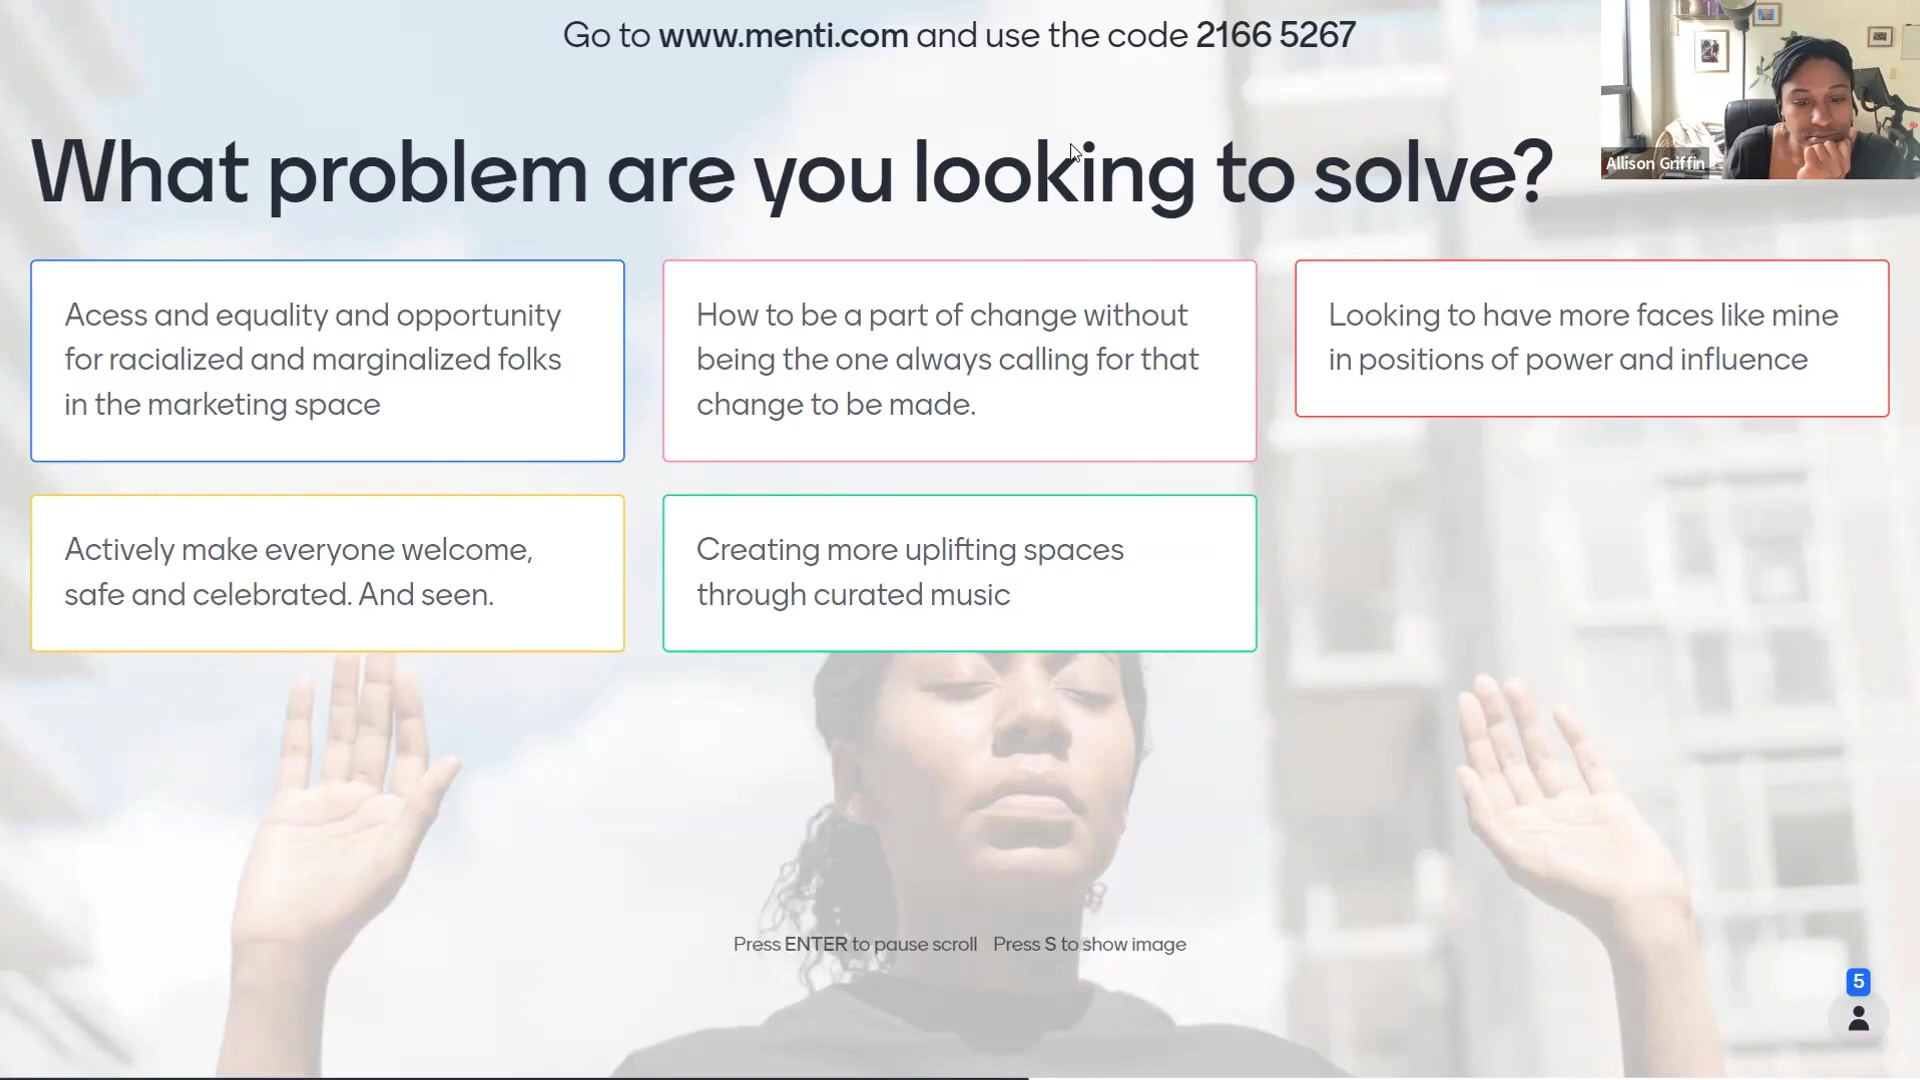 Go to www.menti.com and use the code 2166 5267
Allison Griffin
What problem are you looking to solve?
Acess and equality and opportunity
for racialized and marginalized folks
in the marketing space
How to be a part of change without
being the one always calling for that
change to be made.
Looking to have more faces like mine
in positions of power and influence
Actively make everyone welcome,
safe and celebrated. And seen.
Creating more uplifting spaces
through curated music
Press ENTER to pause scroll Press S to show image
5